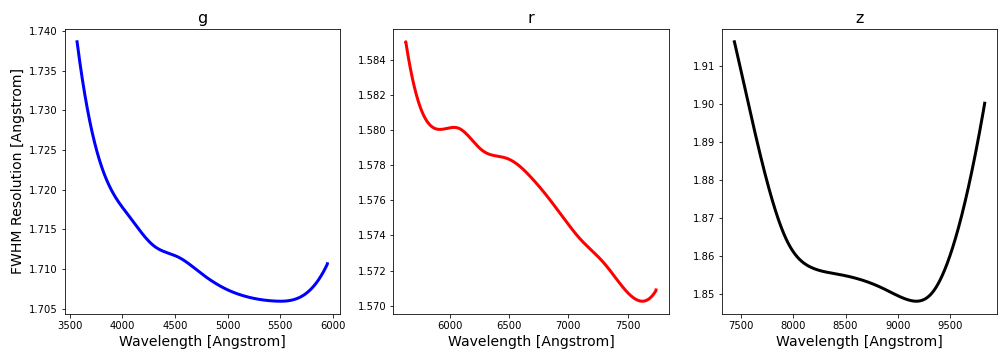 g
r
z
FWHM Resolution [Angstrom]
1.740
1.735
1.730
1.725
1.720
1.715
1.710
1.705
3500 4000 4500 5000 5500 6000
Wavelength [Angstrom]
1.584
1.582
1.580
1.578
1.576
1.574
1.572
1.570
6000 6500 7000 7500
Wavelength [Angstrom]
1.91
1.90
1.89
1.88
1.87
1.86
1.85
7500 8000 8500 9000 9500
Wavelength [Angstrom]